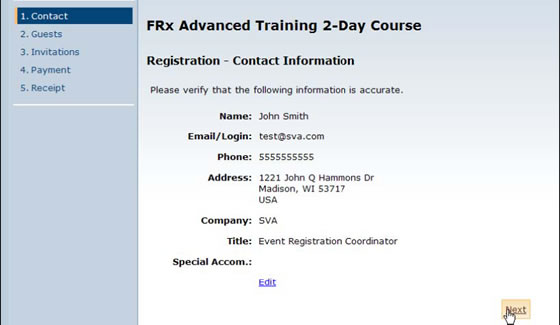 1. Contact
2. Guests
3. Invitations
4. Payment
5. Receipt
FRx Advanced Training 2-Day Course
Registration - Contact Information
Please verify that the following information is accurate.
Name: John Smith
Email/Login: test@sva.com
Phone: 5555555555
Address: 1221 John Q Hammons Dr
Madison, WI 53717
USA
Company: SVA
Title: Event Registration Coordinator
Special Accom.:
Edit
Next